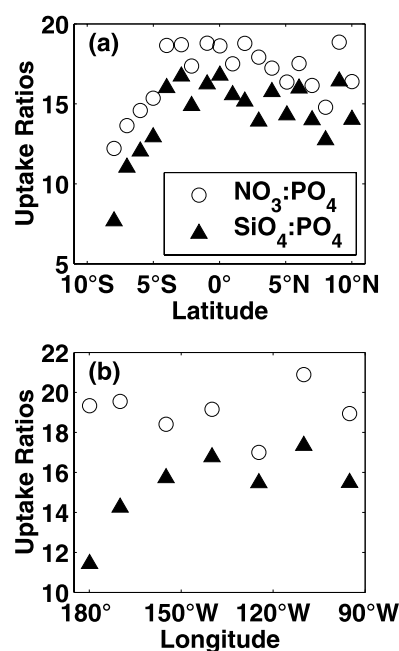 (a)
20
15
10
5
Uptake Ratios
NO3:PO4
SiO4:PO4
10°S 5°S 0° 5°N 10°N
Latitude
(b)
22
20
18
16
14
12
10
Uptake Ratios
180° 150°W 120°W 90°W
Longitude